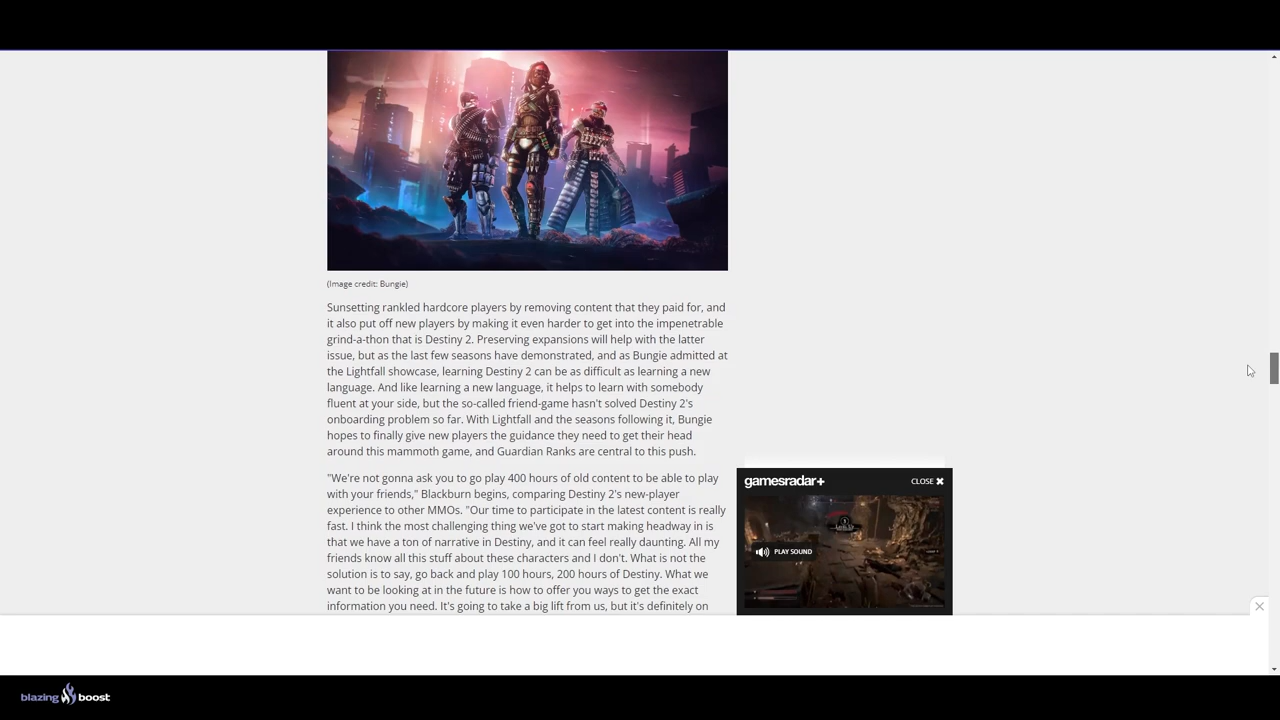 (Image credit: Bungie)
Sunsetting rankled hardcore players by removing content that they paid for, and
it also put off new players by making it even harder to get into the impenetrable
grind-a-thon that is Destiny 2. Preserving expansions will help with the latter
issue, but as the last few seasons have demonstrated, and as Bungie admitted at
the Lightfall showcase, learning Destiny 2 can be as difficult as learning a new
language. And like learning a new language, it helps to learn with somebody
fluent at your side, but the so-called friend-game hasn't solved Destiny 2's
onboarding problem so far. With Lightfall and the seasons following it, Bungie
hopes to finally give new players the guidance they need to get their head
around this mammoth game, and Guardian Ranks are central to this push.
"We're not gonna ask you to go play 400 hours of old content to be able to play
with your friends," Blackburn begins, comparing Destiny 2's new-player
experience to other MMOs. "Our time to participate in the latest content is really
fast. I think the most challenging thing we've got to start making headway in is
that we have a ton of narrative in Destiny, and it can feel really daunting. All my
friends know all this stuff about these characters and I don't. What is not the
solution is to say, go back and play 100 hours, 200 hours of Destiny. What we
want to be looking at in the future is how to offer you ways to get the exact
information you need. It's going to take a big lift from us, but it's definitely on
gamesradar+
CLOSE ✖
PLAY SOUND
blazing boost